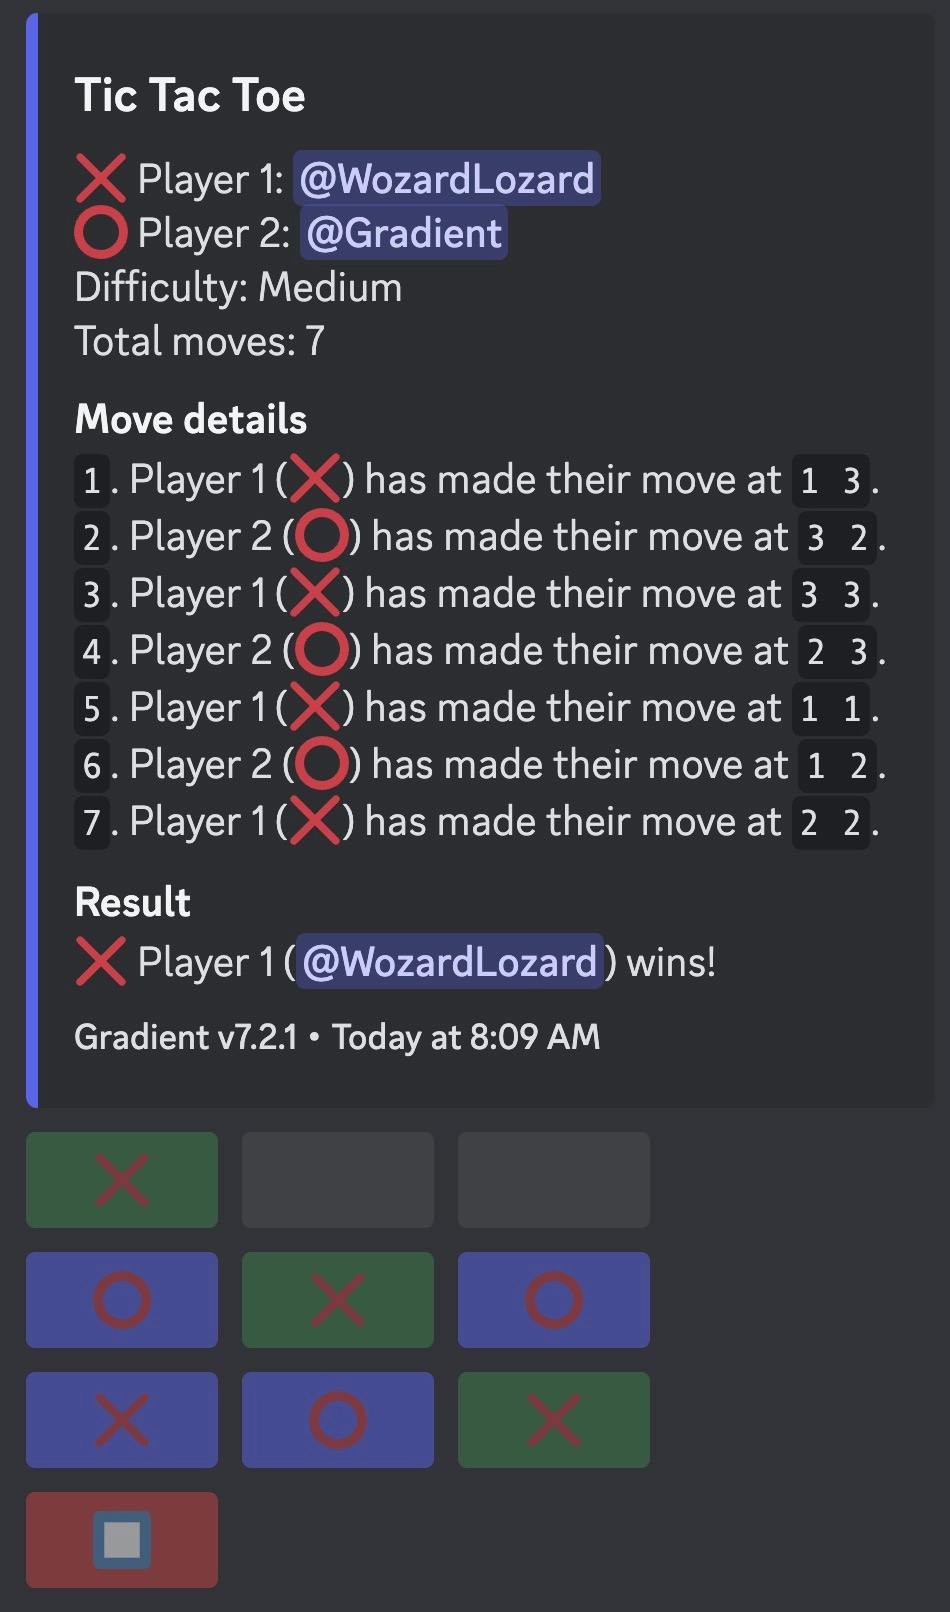 Tic Tac Toe
❌ Player 1: @WozardLozard
⭕ Player 2: @Gradient
Difficulty: Medium
Total moves: 7
Move details
1. Player 1 (❌) has made their move at 1 3.
2. Player 2 (⭕) has made their move at 3 2.
3. Player 1 (❌) has made their move at 3 3.
4. Player 2 (⭕) has made their move at 2 3.
5. Player 1 (❌) has made their move at 1 1.
6. Player 2 (⭕) has made their move at 1 2.
7. Player 1 (❌) has made their move at 2 2.
Result
❌ Player 1 (@WozardLozard) wins!
Gradient v7.2.1 • Today at 8:09 AM